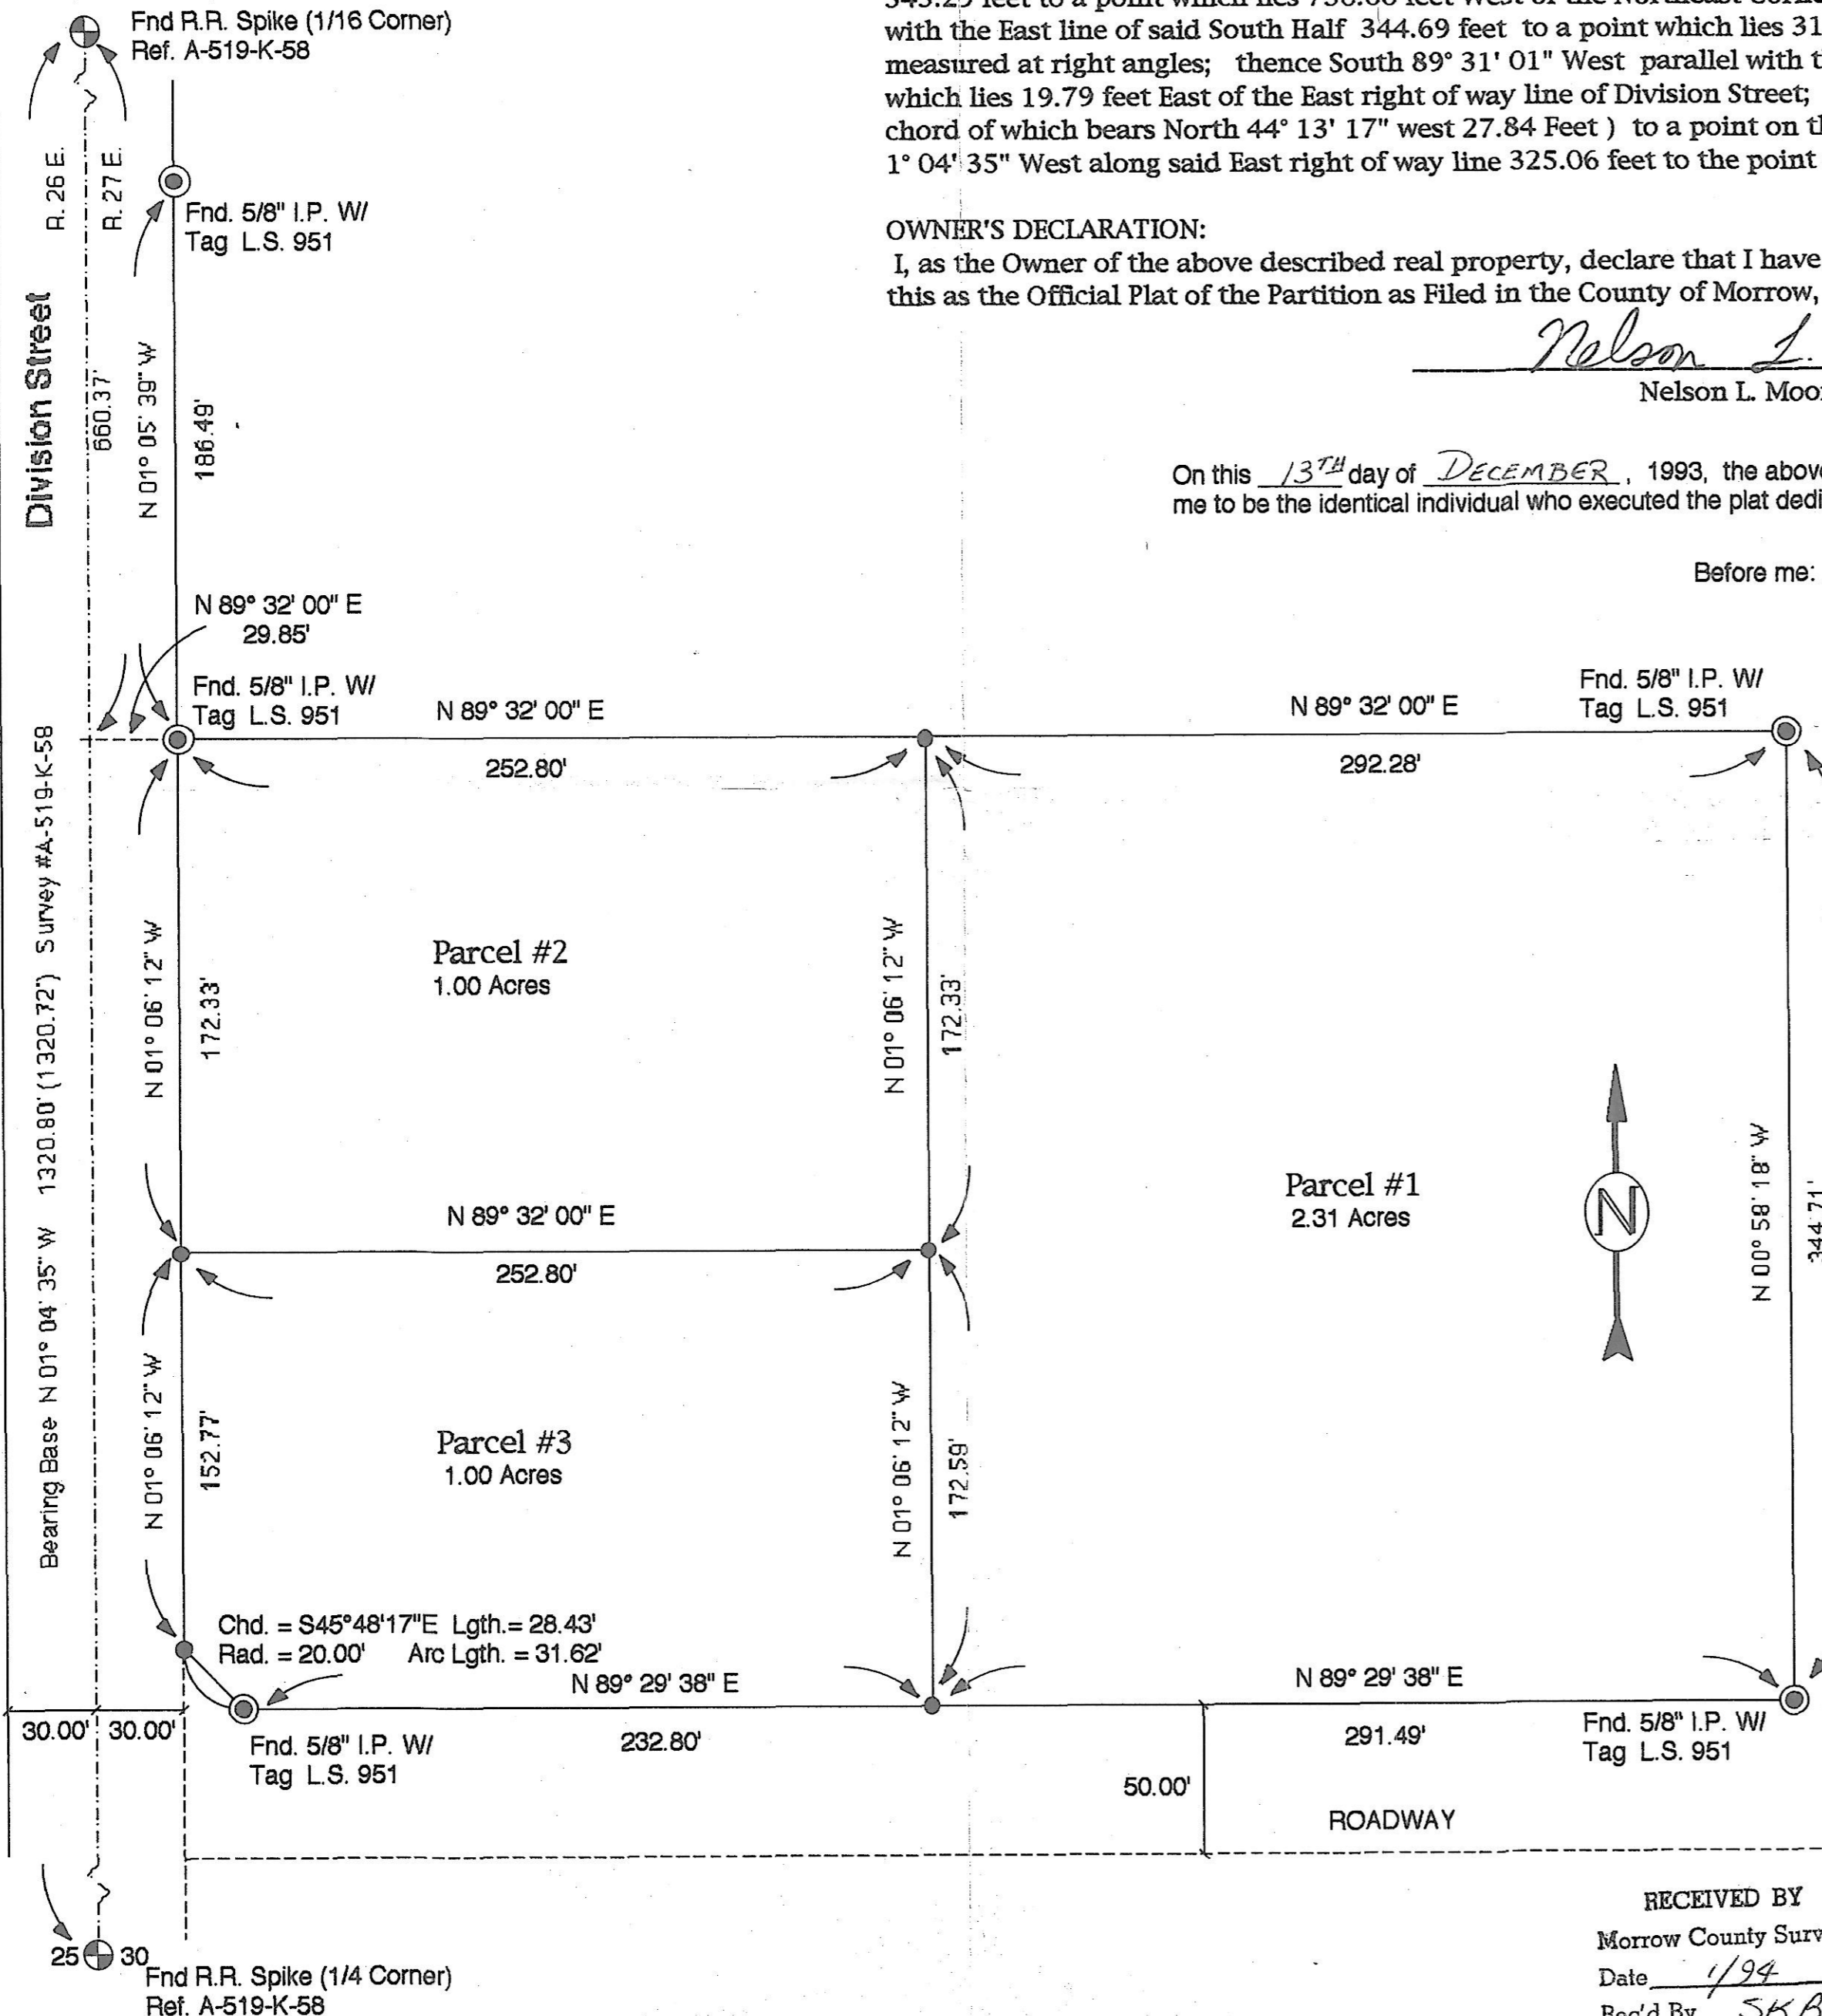 Fnd R.R. Spike (1/16 Corner)
Ref. A-519-K-58
R. 26 E.
R. 27 E.
Fnd. 5/8" I.P. W/
Tag L.S. 951
with the East line of said South Half 344.69 feet to a point which lies 31
measured at right angles; thence South 89° 31' 01" West parallel with
which lies 19.79 feet East of the East right of way line of Division Street;
chord of which bears North 44° 13' 17" west 27.84 Feet ) to a point on
1° 04' 35" West along said East right of way line 325.06 feet to the point
OWNER'S DECLARATION:
I, as the Owner of the above described real property, declare that I have
this as the Official Plat of the Partition as Filed in the County of Morrow,
Nelson L.
Nelson L. Moo
On this 13TH day of DECEMBER, 1993, the above
me to be the identical individual who executed the plat dedi
Before me:
Division Street
660.37'
N 01° 05' 39" W
186.49'
N 89° 32' 00" E
29.85'
Fnd. 5/8" I.P. W/
Tag L.S. 951
N 89° 32' 00" E
252.80'
N 89° 32' 00" E
292.28'
Fnd. 5/8" I.P. W/
Tag L.S. 951
Bearing Base N 01° 04' 35" W 1320.80' (1320.72') Survey #A-519-K-58
N 01° 06' 12" W
172.33'
Parcel #2
1.00 Acres
N 01° 06' 12" W
172.33'
Parcel #1
2.31 Acres
N
N 00° 58' 18" W
344.71'
N 89° 32' 00" E
252.80'
N 01° 06' 12" W
152.77'
Parcel #3
1.00 Acres
N 01° 06' 12" W
172.59'
Chd. = S45°48'17"E Lgth.= 28.43'
Rad. = 20.00' Arc Lgth. = 31.62'
N 89° 29' 38" E
232.80'
N 89° 29' 38" E
291.49'
30.00' 30.00'
Fnd. 5/8" I.P. W/
Tag L.S. 951
Fnd. 5/8" I.P. W/
Tag L.S. 951
50.00'
ROADWAY
25 30
Fnd R.R. Spike (1/4 Corner)
Ref. A-519-K-58
RECEIVED BY
Morrow County Surv
Date 1/94
Rec'd By SKB